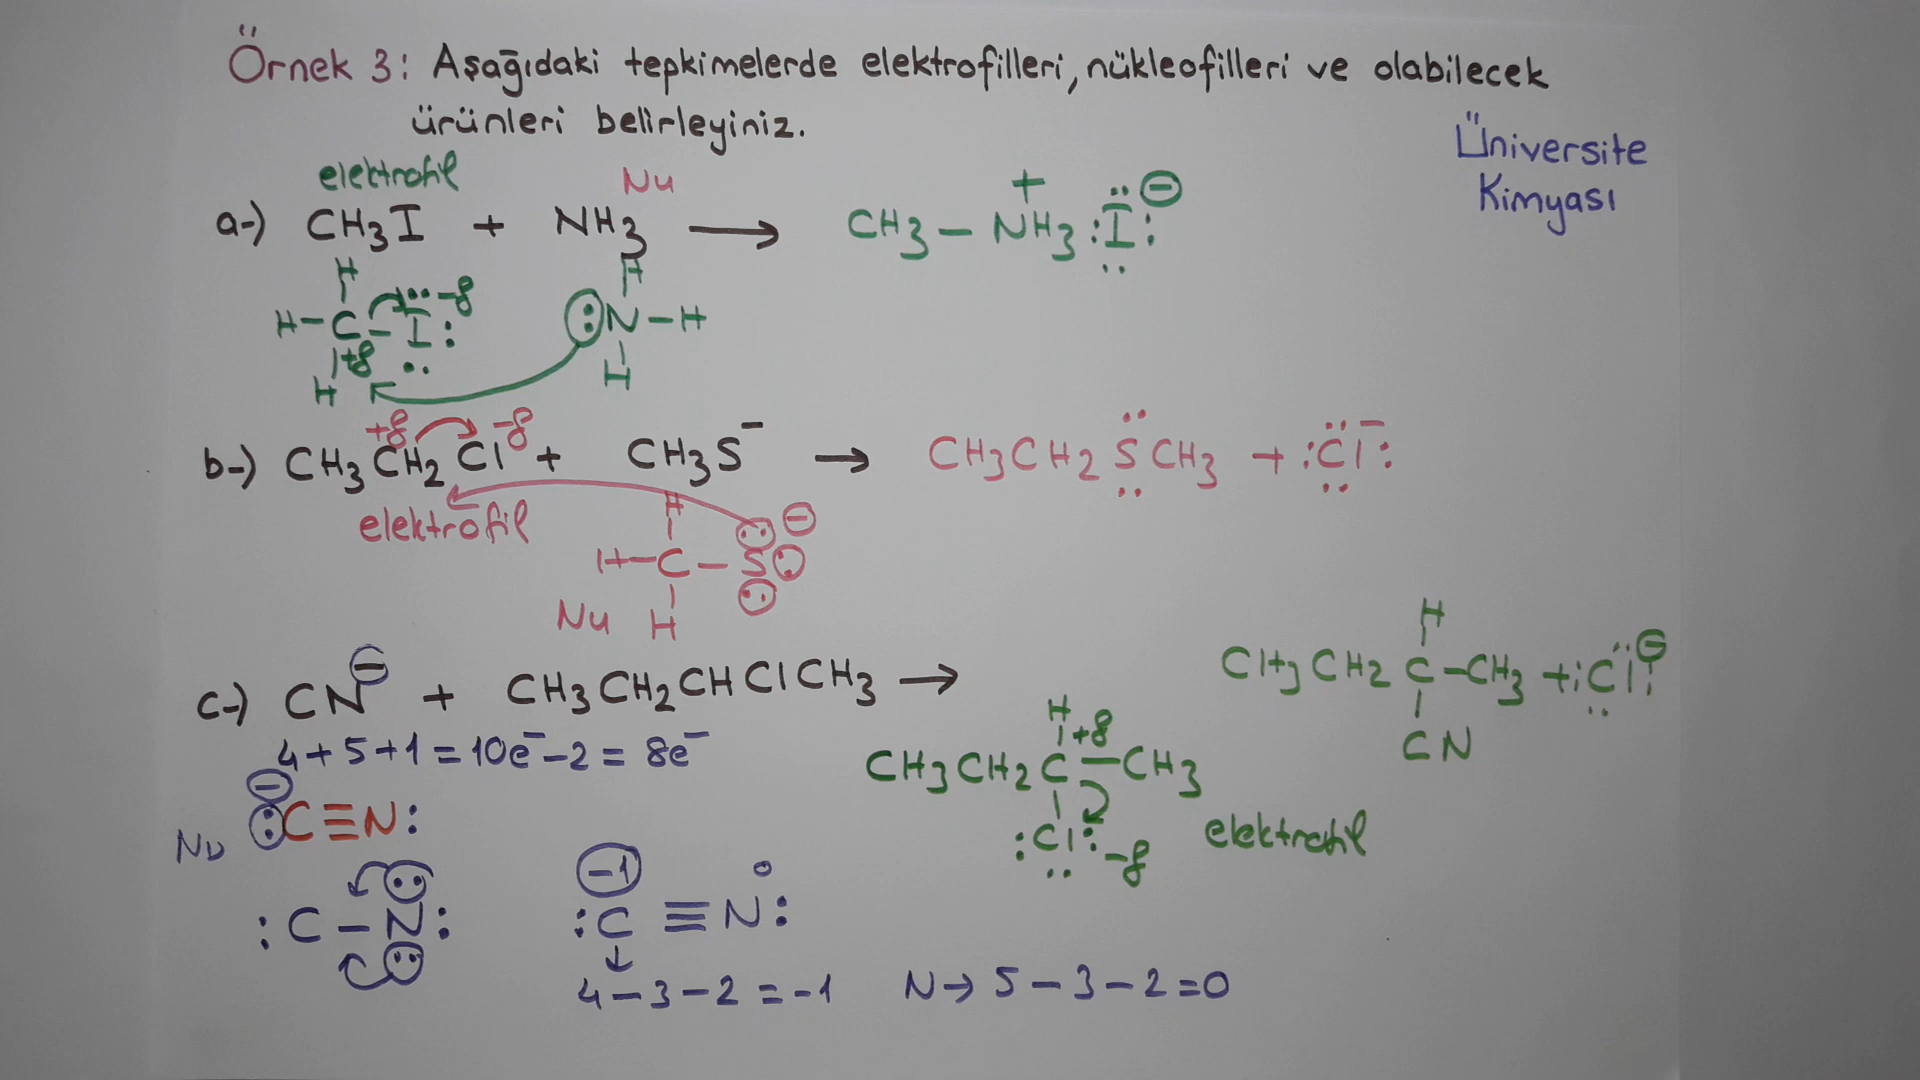 Örnek 3: Aşağıdaki tepkimelerde elektrofilleri, nükleofilleri ve olabilecek
ürünleri belirleyiniz.
Üniversite
Kimyası
elektrofil Nu
a-) CH3I + NH3 → CH3 – NH3 + :I: ⊖
H
H–C–I: -δ
+δ
H
H
:N–H
H
+δ -δ
b-) CH3CH2Cl + CH3S⁻ → CH3CH2SCH3 + :Cl:⁻
elektrofil
H
H–C–S ⊖
Nu H
c-) CN⊖ + CH3CH2CHClCH3 → CH3CH2C–CH3 + :Cl: ⊖
H
CN
4+5+1=10e⁻-2=8e⁻
H
+δ
CH3CH2C–CH3
:Cl: -δ
elektrofil
⊖
Nu :C≡N:
:C–N:
-1 0
:C≡N:
↓
4-3-2=-1 N→5-3-2=0